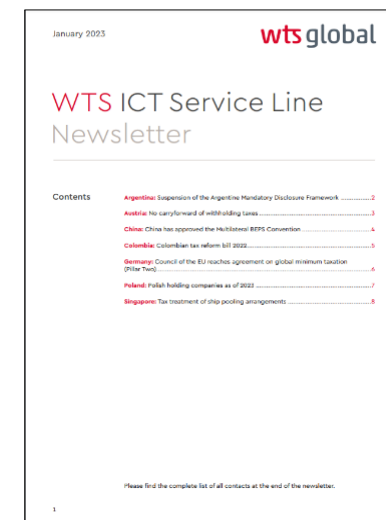 January 2023
wts global
WTS ICT Service Line
Newsletter
Contents
Argentina: Suspension of the Argentine Mandatory Disclosure Framework ................2
Austria: No carryforward of withholding taxes ................3
China: China has approved the Multilateral BEPS Convention ................4
Colombia: Colombian tax reform bill 2022 ................5
Germany: Council of the EU reaches agreement on global minimum taxation
(Pillar Two) ................6
Poland: Polish holding companies as of 2023 ................7
Singapore: Tax treatment of ship pooling arrangements ................8
Please find the complete list of all contacts at the end of the newsletter.
1